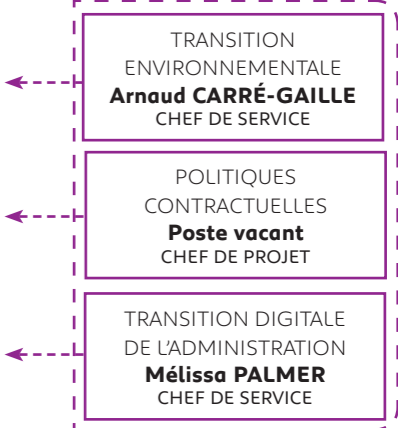 TRANSITION
ENVIRONNEMENTALE
Arnaud CARRÉ-GAILLE
CHEF DE SERVICE
POLITIQUES
CONTRACTUELLES
Poste vacant
CHEF DE PROJET
TRANSITION DIGITALE
DE L'ADMINISTRATION
Mélissa PALMER
CHEF DE SERVICE